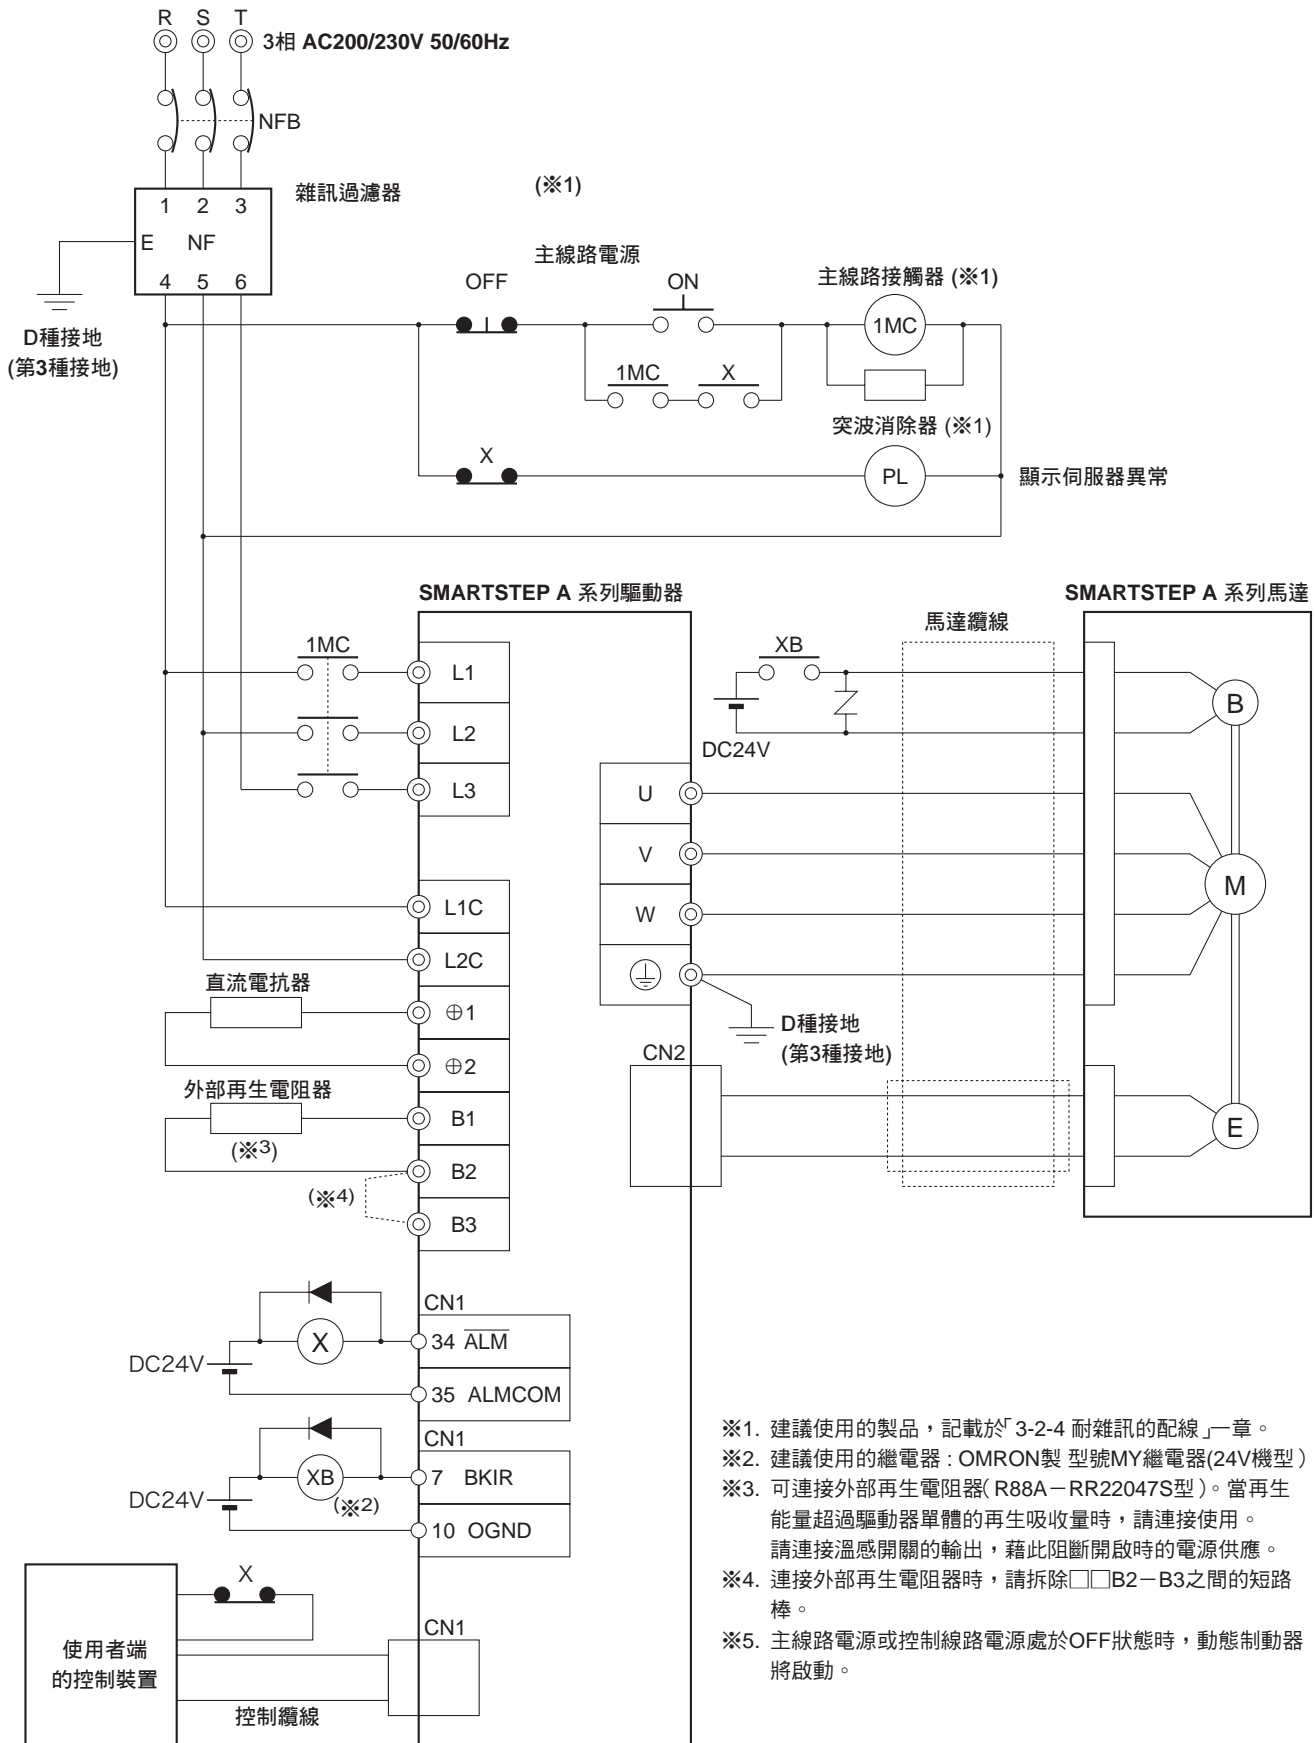 R S T
3相 AC200/230V 50/60Hz
NFB
雜訊過濾器
(※1)
1 2 3
E NF
4 5 6
D種接地
(第3種接地)
主線路電源
OFF
ON
主線路接觸器 (※1)
1MC
1MC
X
突波消除器 (※1)
X
PL
顯示伺服器異常
SMARTSTEP A 系列驅動器
SMARTSTEP A 系列馬達
1MC
L1
L2
L3
XB
DC24V
馬達纜線
B
U
V
W
M
L1C
L2C
直流電抗器
⊕1
⊕2
D種接地
(第3種接地)
CN2
外部再生電阻器
(※3)
B1
B2
(※4)
B3
E
CN1
X
34 ALM
DC24V
35 ALMCOM
CN1
XB
(※2)
7 BKIR
DC24V
10 OGND
X
CN1
使用者端
的控制裝置
控制纜線
※1. 建議使用的製品，記載於「3-2-4 耐雜訊的配線」一章。
※2. 建議使用的繼電器 : OMRON製 型號MY繼電器(24V機型)
※3. 可連接外部再生電阻器(R88A－RR22047S型)。當再生
能量超過驅動器單體的再生吸收量時，請連接使用。
請連接溫感開關的輸出，藉此阻斷開啟時的電源供應。
※4. 連接外部再生電阻器時，請拆除□□B2－B3之間的短路
棒。
※5. 主線路電源或控制線路電源處於OFF狀態時，動態制動器
將啟動。